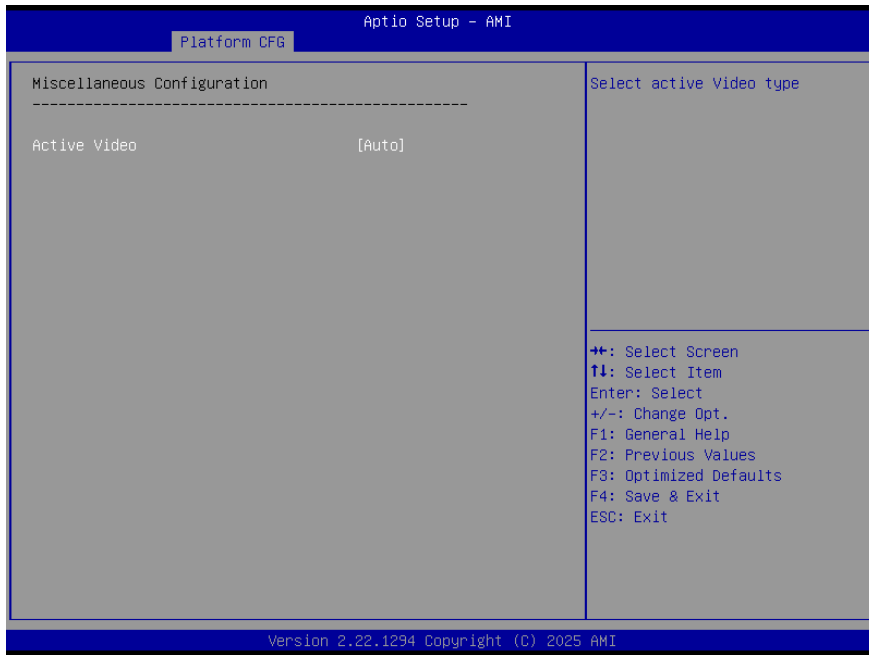 Aptio Setup - AMI
Platform CFG
Miscellaneous Configuration
--------------------------------------------------
Active Video [Auto]
Select active Video type
→←: Select Screen
↑↓: Select Item
Enter: Select
+/-: Change Opt.
F1: General Help
F2: Previous Values
F3: Optimized Defaults
F4: Save & Exit
ESC: Exit
Version 2.22.1294 Copyright (C) 2025 AMI